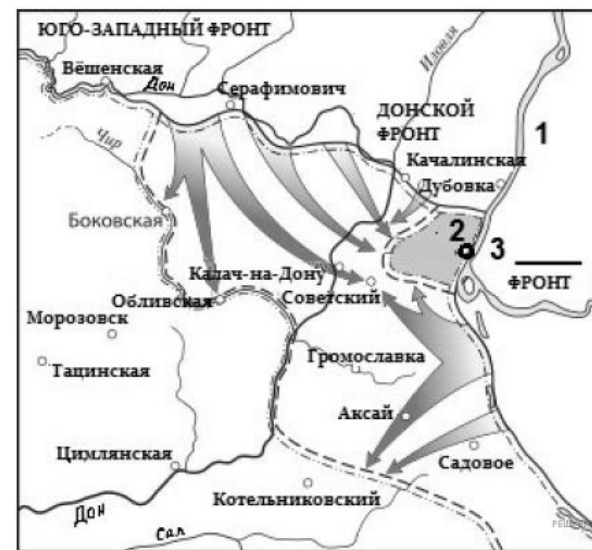 ЮГО-ЗАПАДНЫЙ ФРОНТ
Вёшенская
Дон
Серафимович
Иловля
ДОНСКОЙ
ФРОНТ
1
Чир
Качалинская
Дубовка
Боковская
2
3
ФРОНТ
Калач-на-Дону
Советский
Обливская
Морозовск
Громославка
Тацинская
Аксай
Цимлянская
Садовое
Котельниковский
Дон
Сал